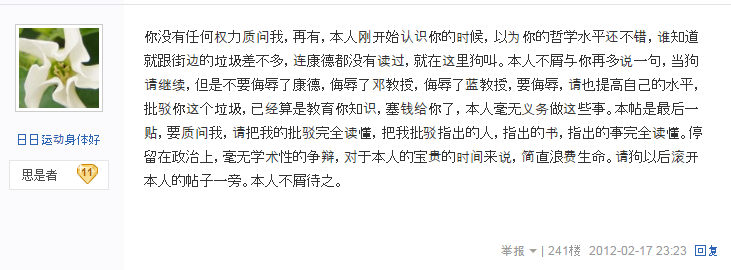 你没有任何权力质问我，再有，本人刚开始认识你的时候，以为你的哲学水平还不错，谁知道
就跟街边的垃圾差不多，连康德都没有读过，就在这里狗叫。本人不屑与你再多说一句，当狗
请继续，但是不要侮辱了康德，侮辱了邓教授，侮辱了蓝教授，要侮辱，请也提高自己的水平，
批驳你这个垃圾，已经算是教育你知识，塞钱给你了，本人毫无义务做这些事。本帖是最后一
贴，要质问我，请把我的批驳完全读懂，把我批驳指出的人，指出的书，指出的事完全读懂。停
留在政治上，毫无学术性的争辩，对于本人的宝贵的时间来说，简直浪费生命。请狗以后滚开
本人的帖子一旁。本人不屑待之。
日日运动身体好
思是者 11
举报 | 241楼 2012-02-17 23:23 回复